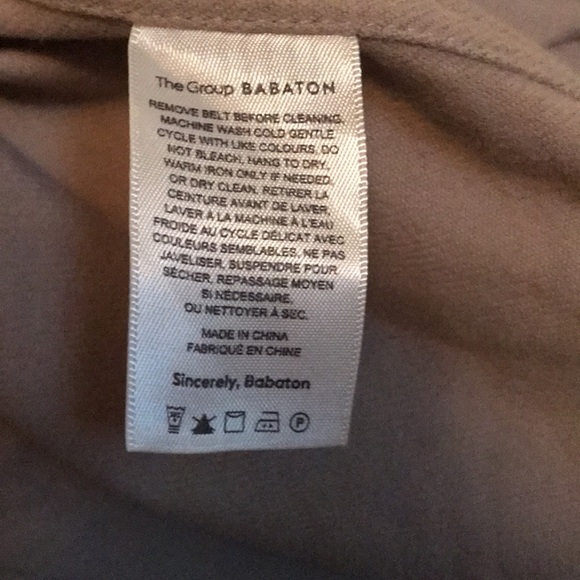 The Group BABATON
REMOVE BELT BEFORE CLEANING.
MACHINE WASH COLD GENTLE
CYCLE WITH LIKE COLOURS. DO
NOT BLEACH. HANG TO DRY.
WARM IRON ONLY IF NEEDED.
OR DRY CLEAN. RETIRER LA
CEINTURE AVANT DE LAVER.
LAVER À LA MACHINE À L'EAU
FROIDE AU CYCLE DÉLICAT AVEC
COULEURS SEMBLABLES. NE PAS
JAVELISER. SUSPENDRE POUR
SÉCHER. REPASSAGE MOYEN
SI NÉCESSAIRE.
OU NETTOYER À SEC.
MADE IN CHINA
FABRIQUÉ EN CHINE
Sincerely, Babaton
P